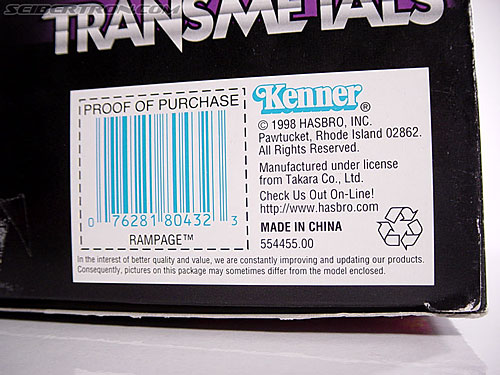 SEIBERTRON.COM
TRANSMETALS
PROOF OF PURCHASE
0 76281 80432 3
RAMPAGE™
Kenner®
© 1998 HASBRO, INC.
Pawtucket, Rhode Island 02862.
All Rights Reserved.
Manufactured under license
from Takara Co., Ltd.
Check Us Out On-Line!
http://www.hasbro.com
MADE IN CHINA
554455.00
In the interest of better quality and value, we are constantly improving and updating our products.
Consequently, pictures on this package may sometimes differ from the model enclosed.